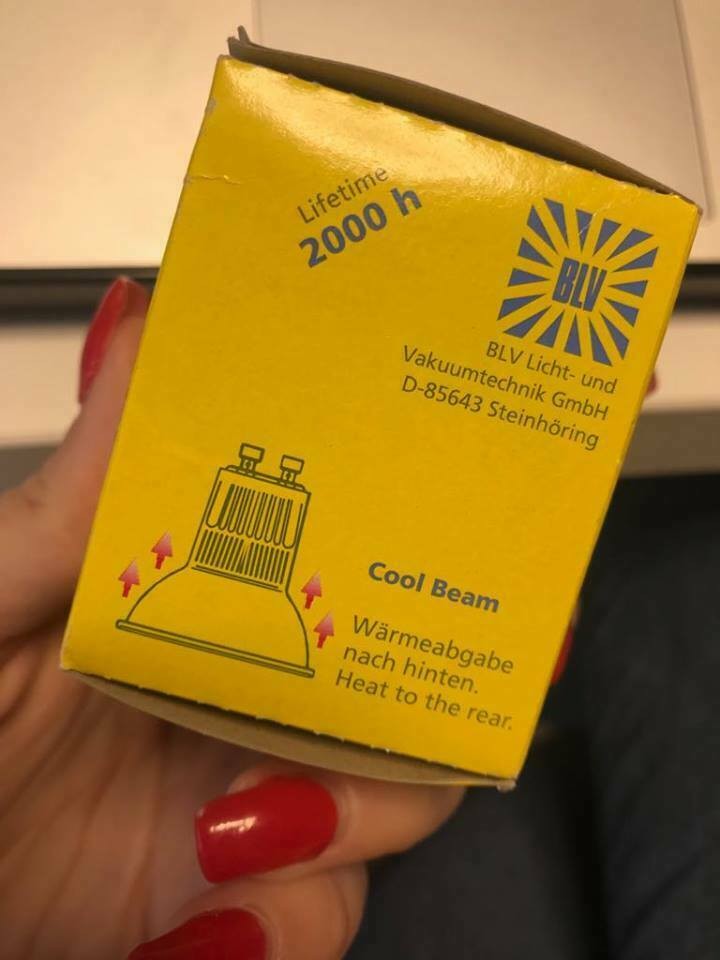 Lifetime
2000 h
BLV
BLV Licht- und
Vakuumtechnik GmbH
D-85643 Steinhöring
Cool Beam
Wärmeabgabe
nach hinten.
Heat to the rear.